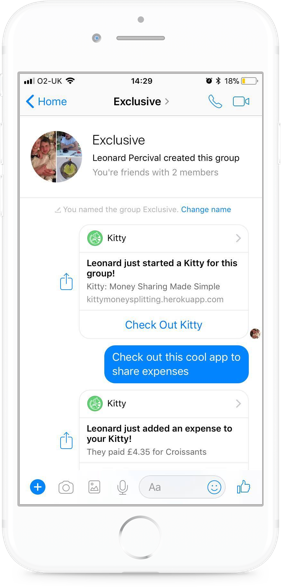 O2-UK 14:29 18%
Home Exclusive
Exclusive
Leonard Percival created this group
You're friends with 2 members
You named the group Exclusive. Change name
Kitty
Leonard just started a Kitty for this
group!
Kitty: Money Sharing Made Simple
kittymoneysplitting.herokuapp.com
Check Out Kitty
Check out this cool app to
share expenses
Kitty
Leonard just added an expense to
your Kitty!
They paid £4.35 for Croissants
Aa